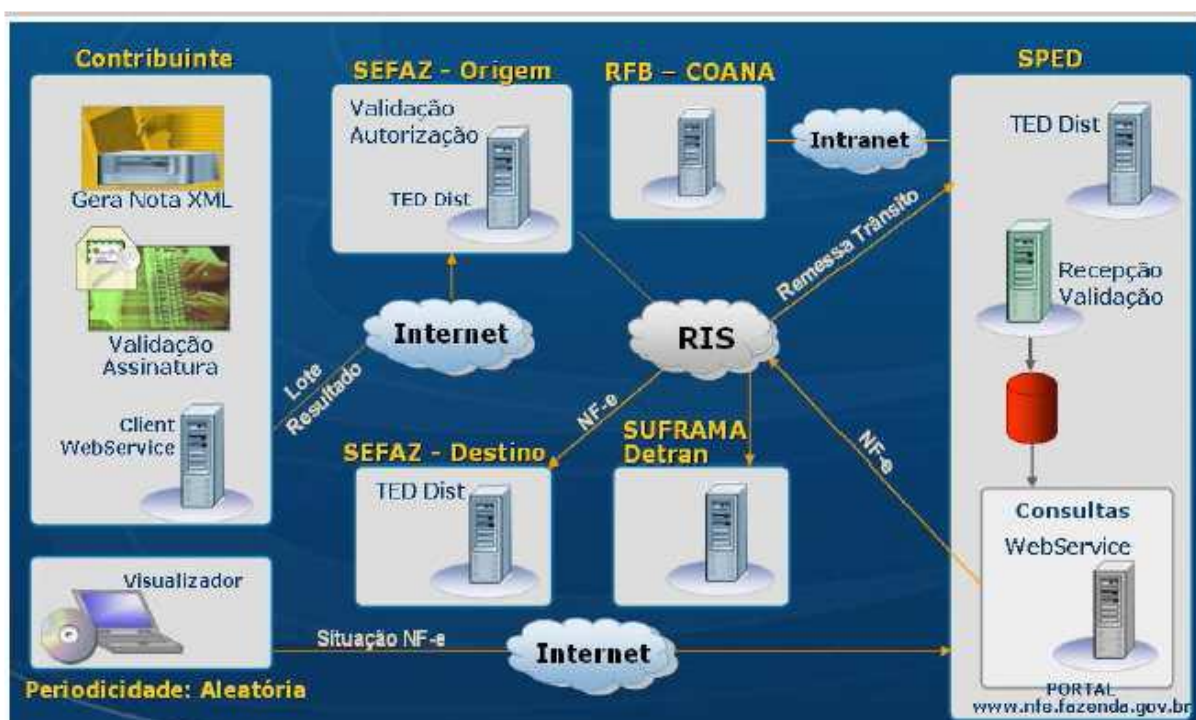 Contribuinte
Gera Nota XML
Validação
Assinatura
Client
WebService
Lote
Resultado
Internet
SEFAZ - Origem
Validação
Autorização
TED Dist
RFB - COANA
Intranet
SPED
TED Dist
Recepção
Validação
Remessa Trânsito
RIS
NF-e
NF-e
SEFAZ - Destino
TED Dist
SUFRAMA
Detran
Consultas
WebService
PORTAL
www.nfe.fazenda.gov.br
Visualizador
Situação NF-e
Internet
Periodicidade: Aleatória